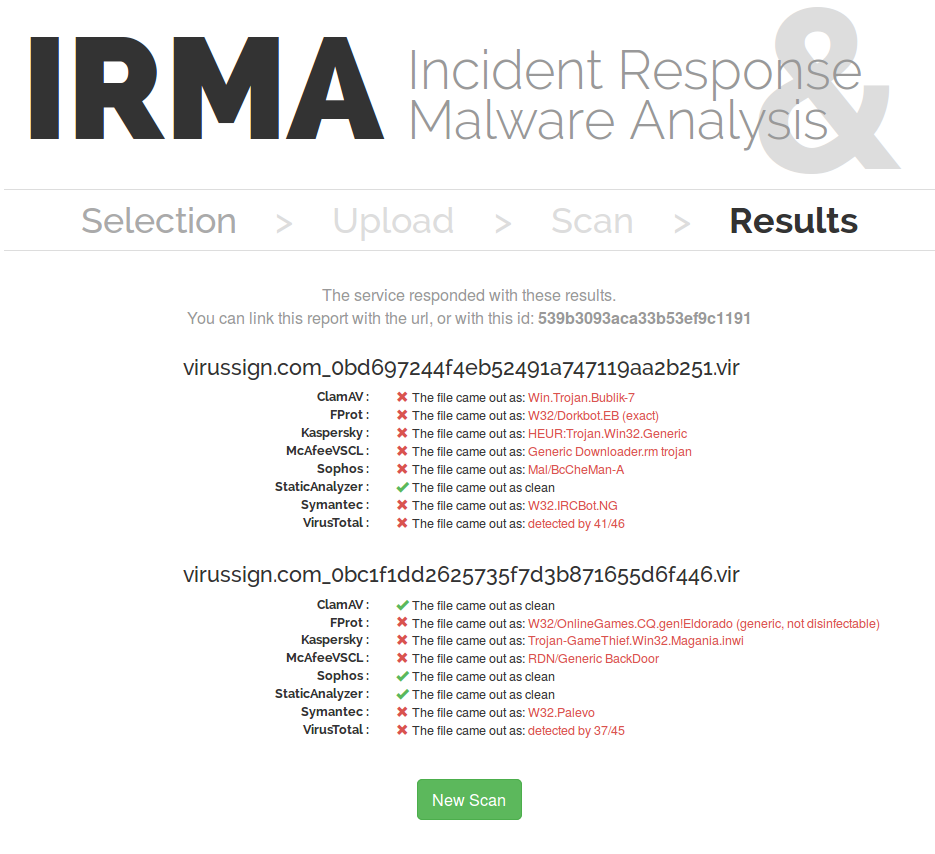 IRMA
Incident Response
&
Malware Analysis
Selection > Upload > Scan > Results
The service responded with these results.
You can link this report with the url, or with this id: 539b3093aca33b53ef9c1191
virussign.com_0bd697244f4eb52491a747119aa2b251.vir
ClamAV : ✖ The file came out as: Win.Trojan.Bublik-7
FProt : ✖ The file came out as: W32/Dorkbot.EB (exact)
Kaspersky : ✖ The file came out as: HEUR:Trojan.Win32.Generic
McAfeeVSCL : ✖ The file came out as: Generic Downloader.rm trojan
Sophos : ✖ The file came out as: Mal/BcCheMan-A
StaticAnalyzer : ✔ The file came out as clean
Symantec : ✖ The file came out as: W32.IRCBot.NG
VirusTotal : ✖ The file came out as: detected by 41/46
virussign.com_0bc1f1dd2625735f7d3b871655d6f446.vir
ClamAV : ✔ The file came out as clean
FProt : ✖ The file came out as: W32/OnlineGames.CQ.gen!Eldorado (generic, not disinfectable)
Kaspersky : ✖ The file came out as: Trojan-GameThief.Win32.Magania.inwi
McAfeeVSCL : ✖ The file came out as: RDN/Generic BackDoor
Sophos : ✔ The file came out as clean
StaticAnalyzer : ✔ The file came out as clean
Symantec : ✖ The file came out as: W32.Palevo
VirusTotal : ✖ The file came out as: detected by 37/45
New Scan